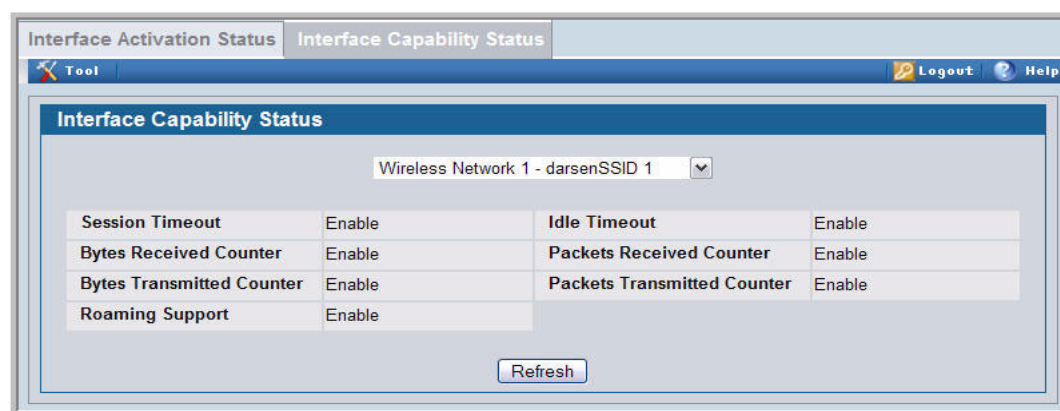 Interface Activation Status Interface Capability Status
Tool Logout Help
Interface Capability Status
Wireless Network 1 - darsenSSID 1
Session Timeout Enable Idle Timeout Enable
Bytes Received Counter Enable Packets Received Counter Enable
Bytes Transmitted Counter Enable Packets Transmitted Counter Enable
Roaming Support Enable
Refresh